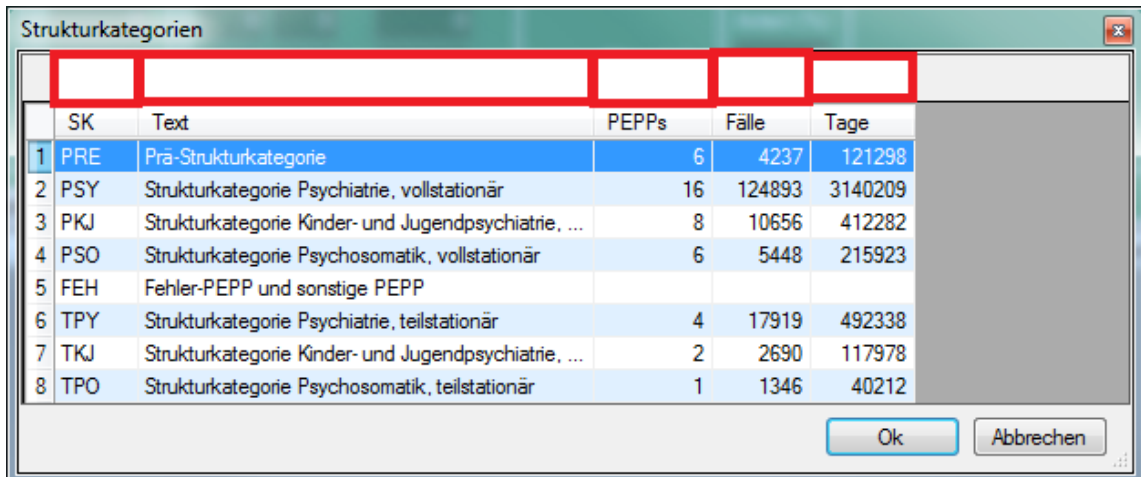 Strukturkategorien
SK Text PEPPs Fälle Tage
1 PRE Prä-Strukturkategorie 6 4237 121298
2 PSY Strukturkategorie Psychiatrie, vollstationär 16 124893 3140209
3 PKJ Strukturkategorie Kinder- und Jugendpsychiatrie, ... 8 10656 412282
4 PSO Strukturkategorie Psychosomatik, vollstationär 6 5448 215923
5 FEH Fehler-PEPP und sonstige PEPP
6 TPY Strukturkategorie Psychiatrie, teilstationär 4 17919 492338
7 TKJ Strukturkategorie Kinder- und Jugendpsychiatrie, ... 2 2690 117978
8 TPO Strukturkategorie Psychosomatik, teilstationär 1 1346 40212
Ok Abbrechen